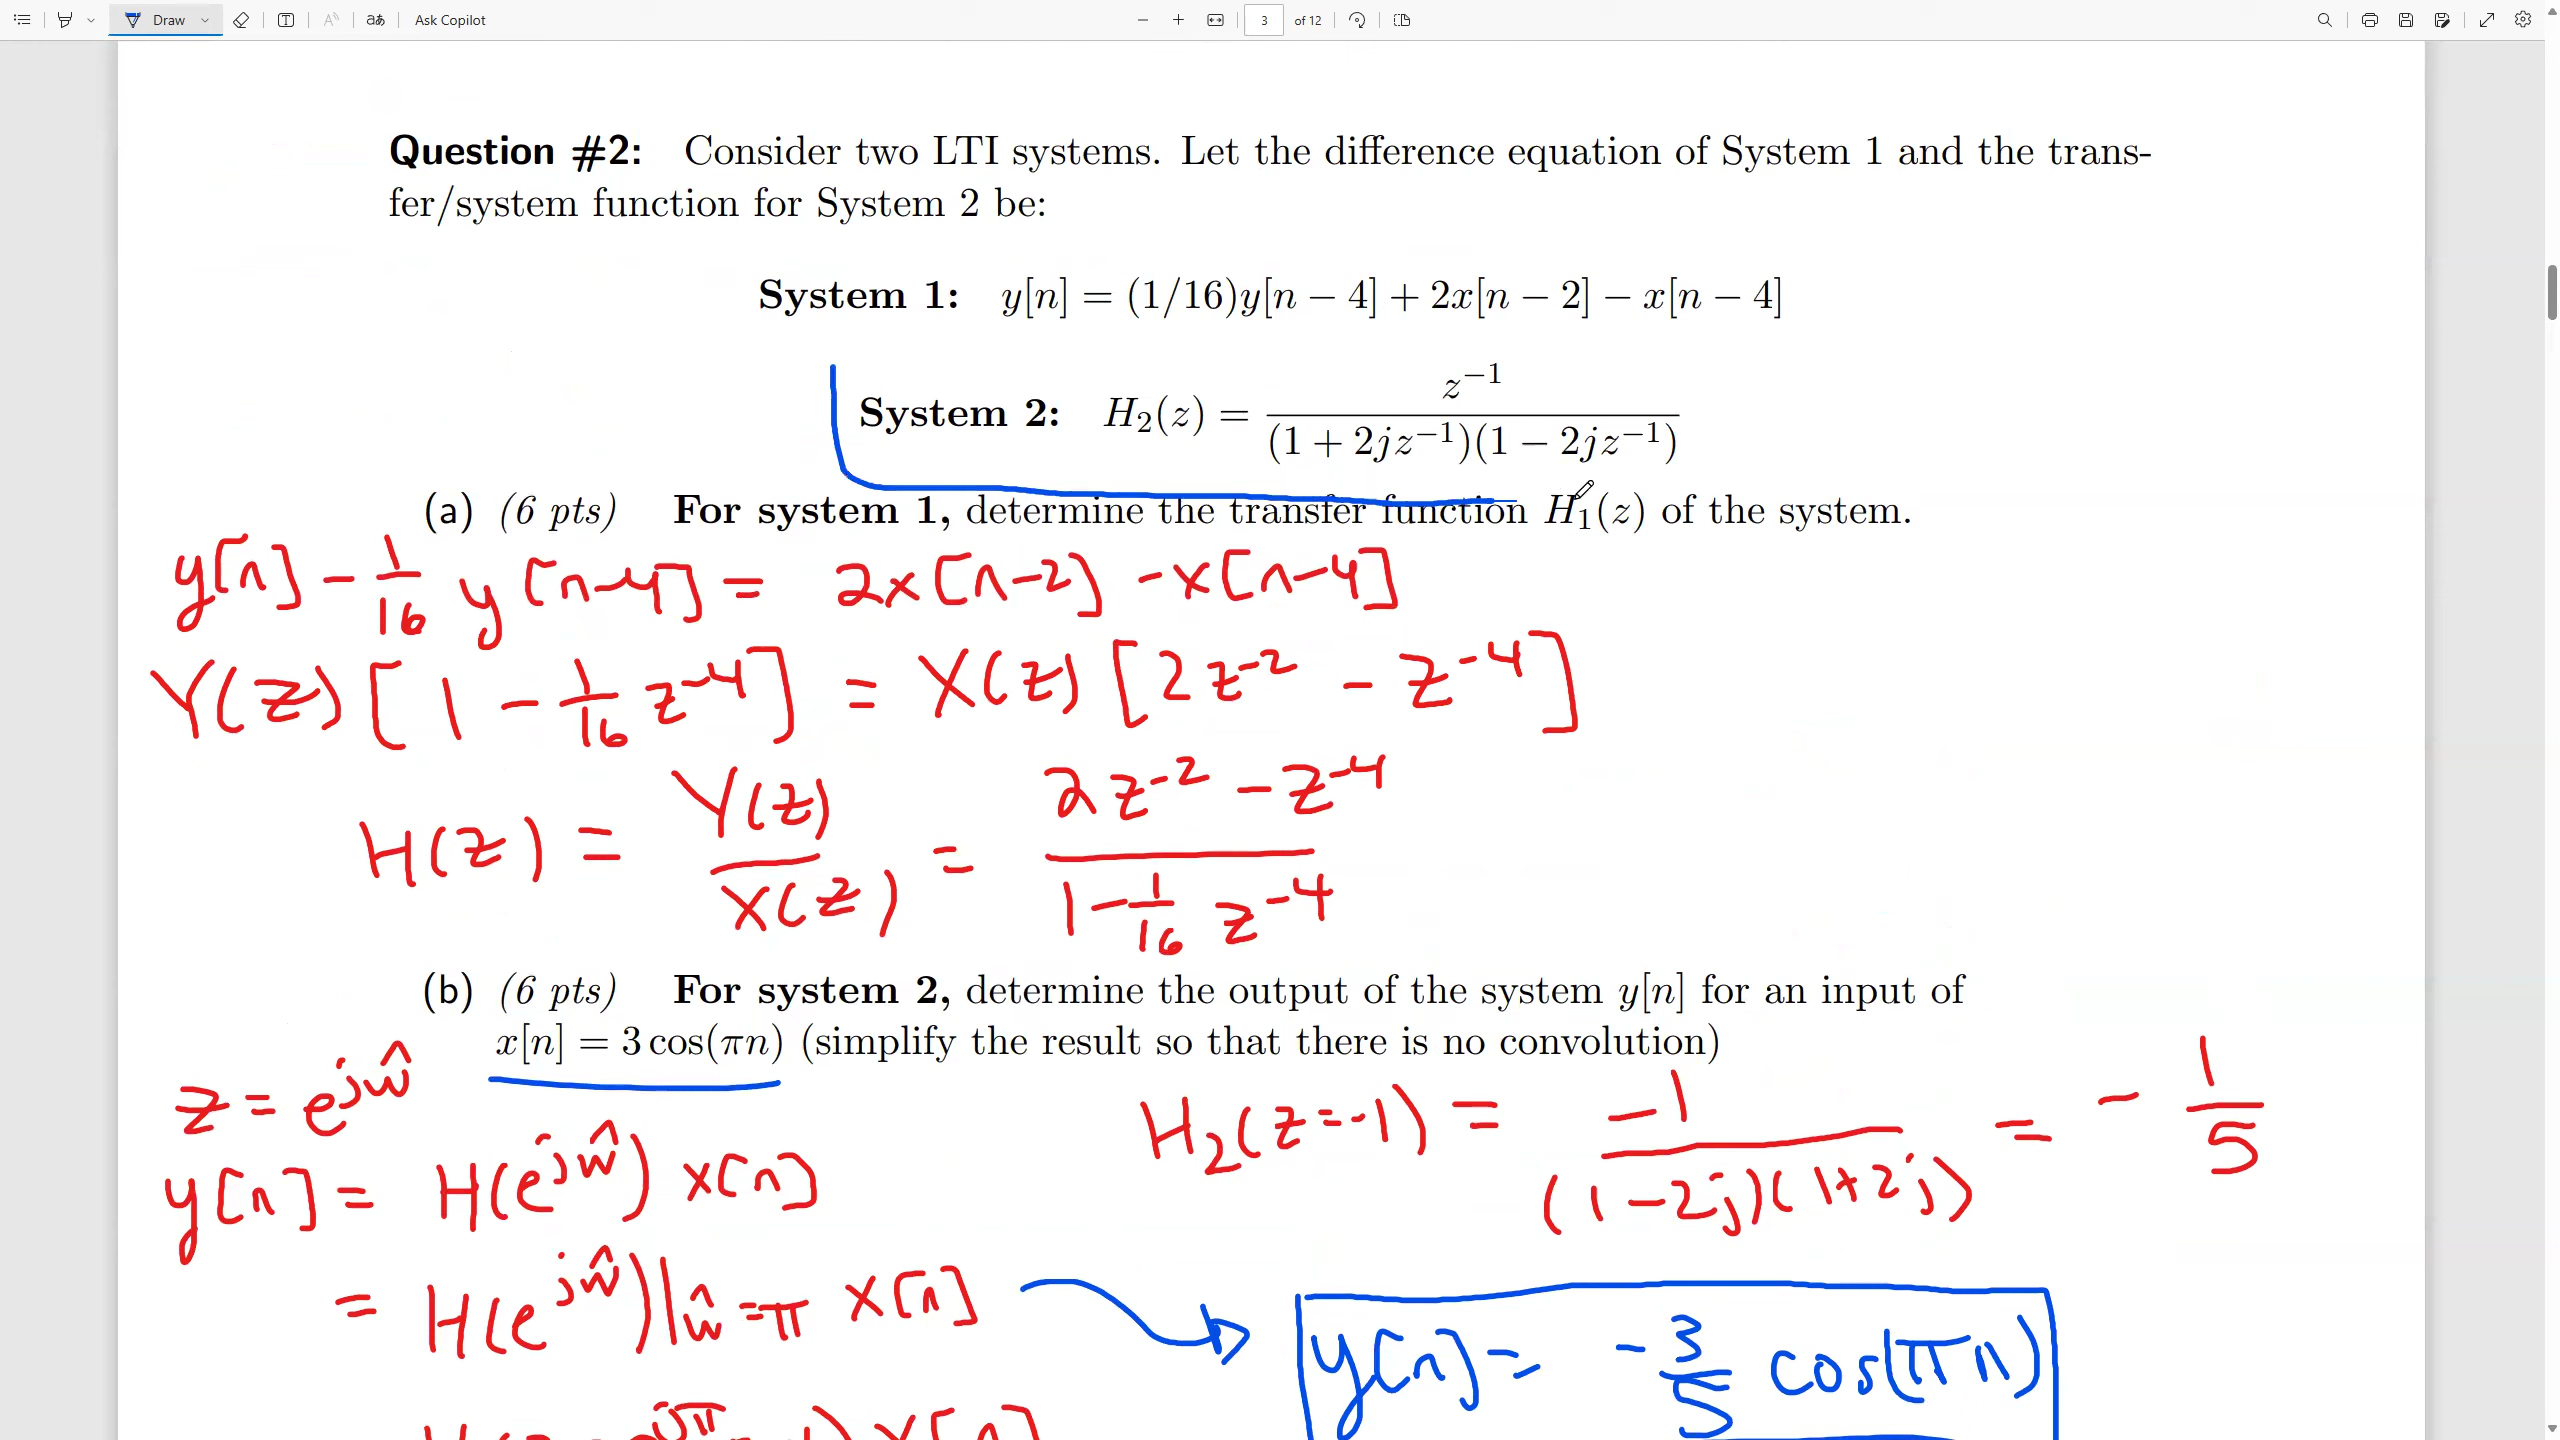 Draw aあ Ask Copilot 3 of 12
Question #2: Consider two LTI systems. Let the difference equation of System 1 and the trans-
fer/system function for System 2 be:
System 1: y[n] = (1/16)y[n − 4] + 2x[n − 2] − x[n − 4]
System 2: H₂(z) = z⁻¹ / (1 + 2jz⁻¹)(1 − 2jz⁻¹)
(a) (6 pts) For system 1, determine the transfer function H₁(z) of the system.
y[n] − 1/16 y[n−4] = 2x[n−2] − x[n−4]
Y(z) [1 − 1/16 z⁻⁴] = X(z) [2z⁻² − z⁻⁴]
H(z) = Y(z)/X(z) = 2z⁻² − z⁻⁴ / 1 − 1/16 z⁻⁴
(b) (6 pts) For system 2, determine the output of the system y[n] for an input of
x[n] = 3 cos(πn) (simplify the result so that there is no convolution)
z = e^jŵ
H₂(z=−1) = −1 / (1−2j)(1+2j) = − 1/5
y[n] = H(e^jŵ) x[n]
= H(e^jŵ)|ŵ=π x[n]
y[n] = −3/5 cos(πn)